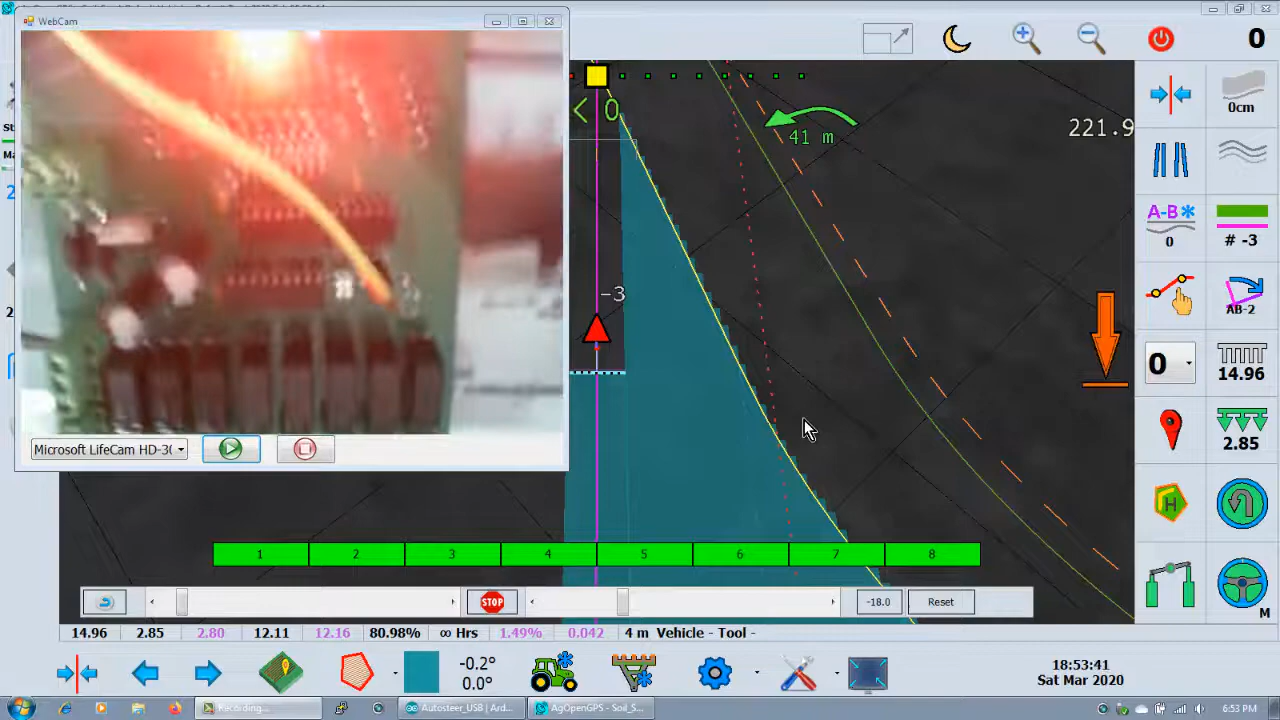 WebCam
0
0cm
< 0
41 m
221.9
A-B*
0
# -3
-3
AB-2
0
14.96
2.85
H
Microsoft LifeCam HD-30
1
2
3
4
5
6
7
8
STOP
-18.0
Reset
M
14.96 2.85 2.80 12.11 12.16 80.98% ∞ Hrs 1.49% 0.042 4 m Vehicle - Tool -
-0.2°
0.0°
18:53:41
Sat Mar 2020
Recording...
Autosteer_USB | Ard...
AgOpenGPS - Soil_S...
6:53 PM